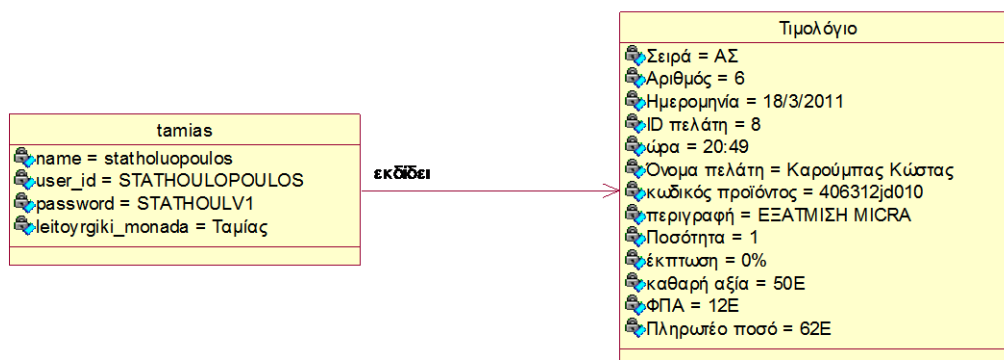 tamias
name = statholuopoulos
user_id = STATHOULOPOULOS
password = STATHOULV1
leitoyrgiki_monada = Ταμίας
εκδίδει
Τιμολόγιο
Σειρά = ΑΣ
Αριθμός = 6
Ημερομηνία = 18/3/2011
ID πελάτη = 8
ώρα = 20:49
Όνομα πελάτη = Καρούμπας Κώστας
κωδικός προϊόντος = 406312jd010
περιγραφή = ΕΞΑΤΜΙΣΗ MICRA
Ποσότητα = 1
έκπτωση = 0%
καθαρή αξία = 50Ε
ΦΠΑ = 12Ε
Πληρωτέο ποσό = 62Ε